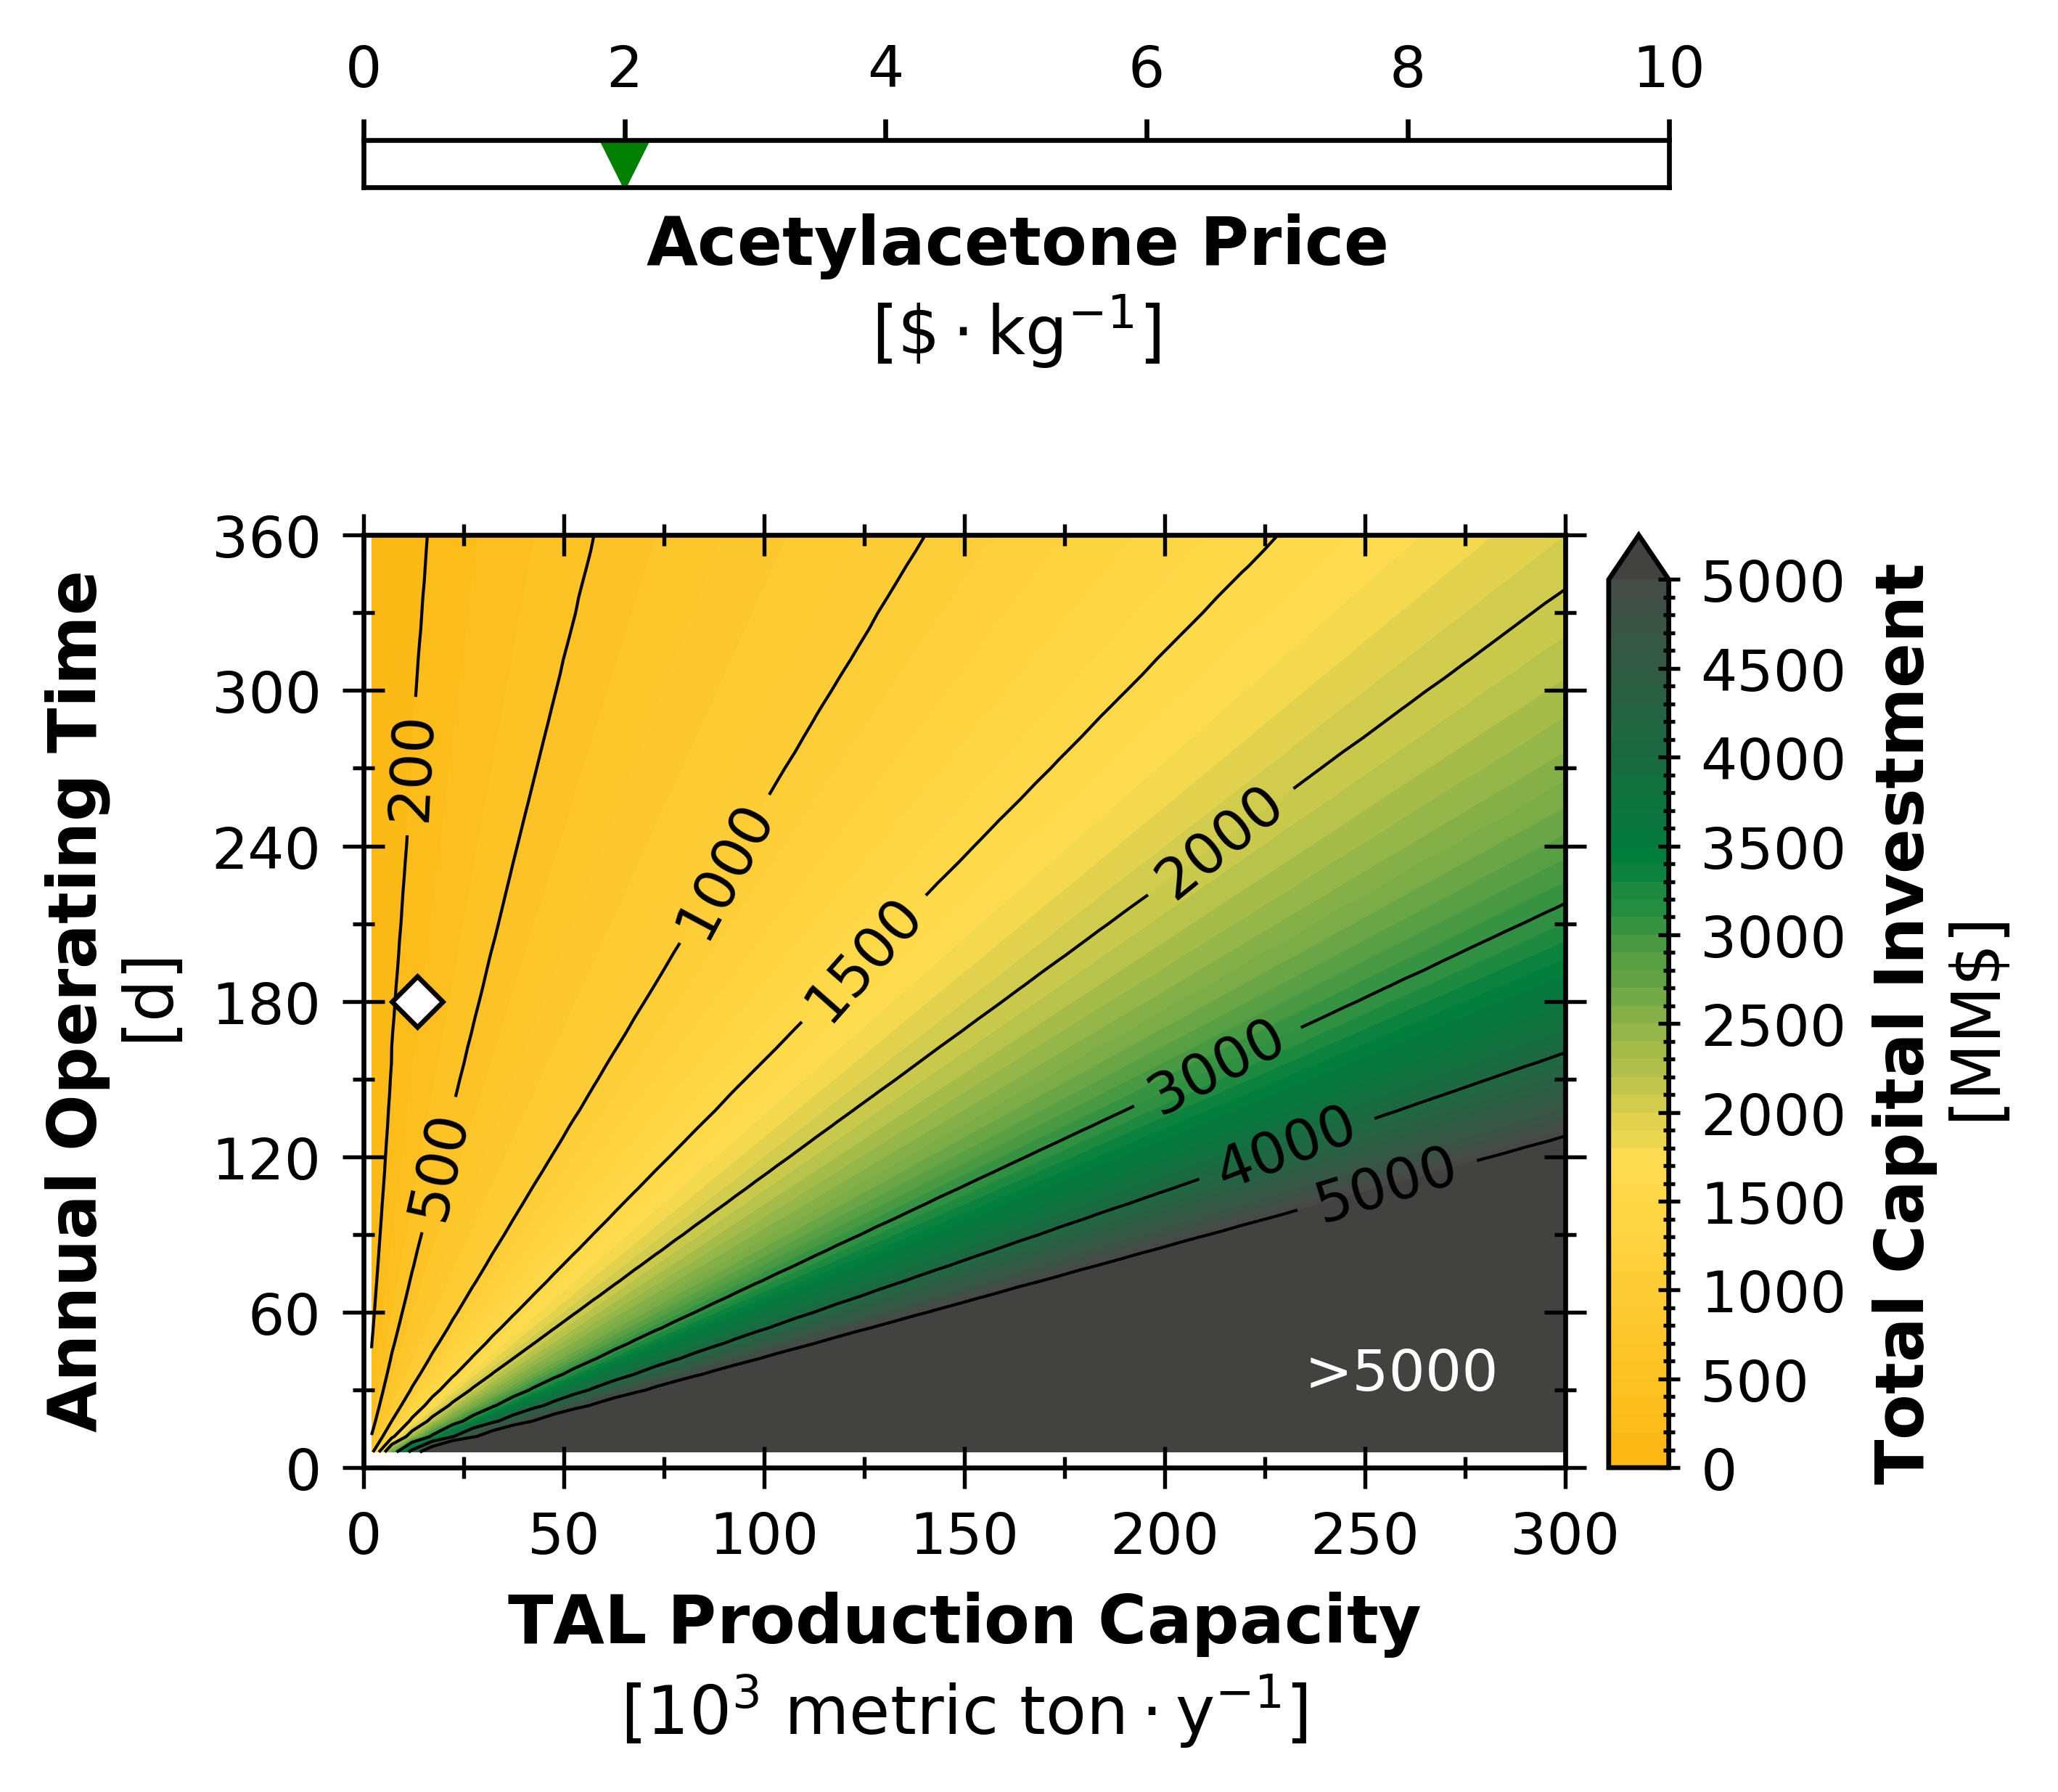 0 2 4 6 8 10
Acetylacetone Price
[$·kg⁻¹]
360
300
240
180
120
60
0
Annual Operating Time
[d]
200
500
1000
1500
2000
3000
4000
5000
>5000
0 50 100 150 200 250 300
TAL Production Capacity
[10³ metric ton·y⁻¹]
5000
4500
4000
3500
3000
2500
2000
1500
1000
500
0
Total Capital Investment
[MM$]